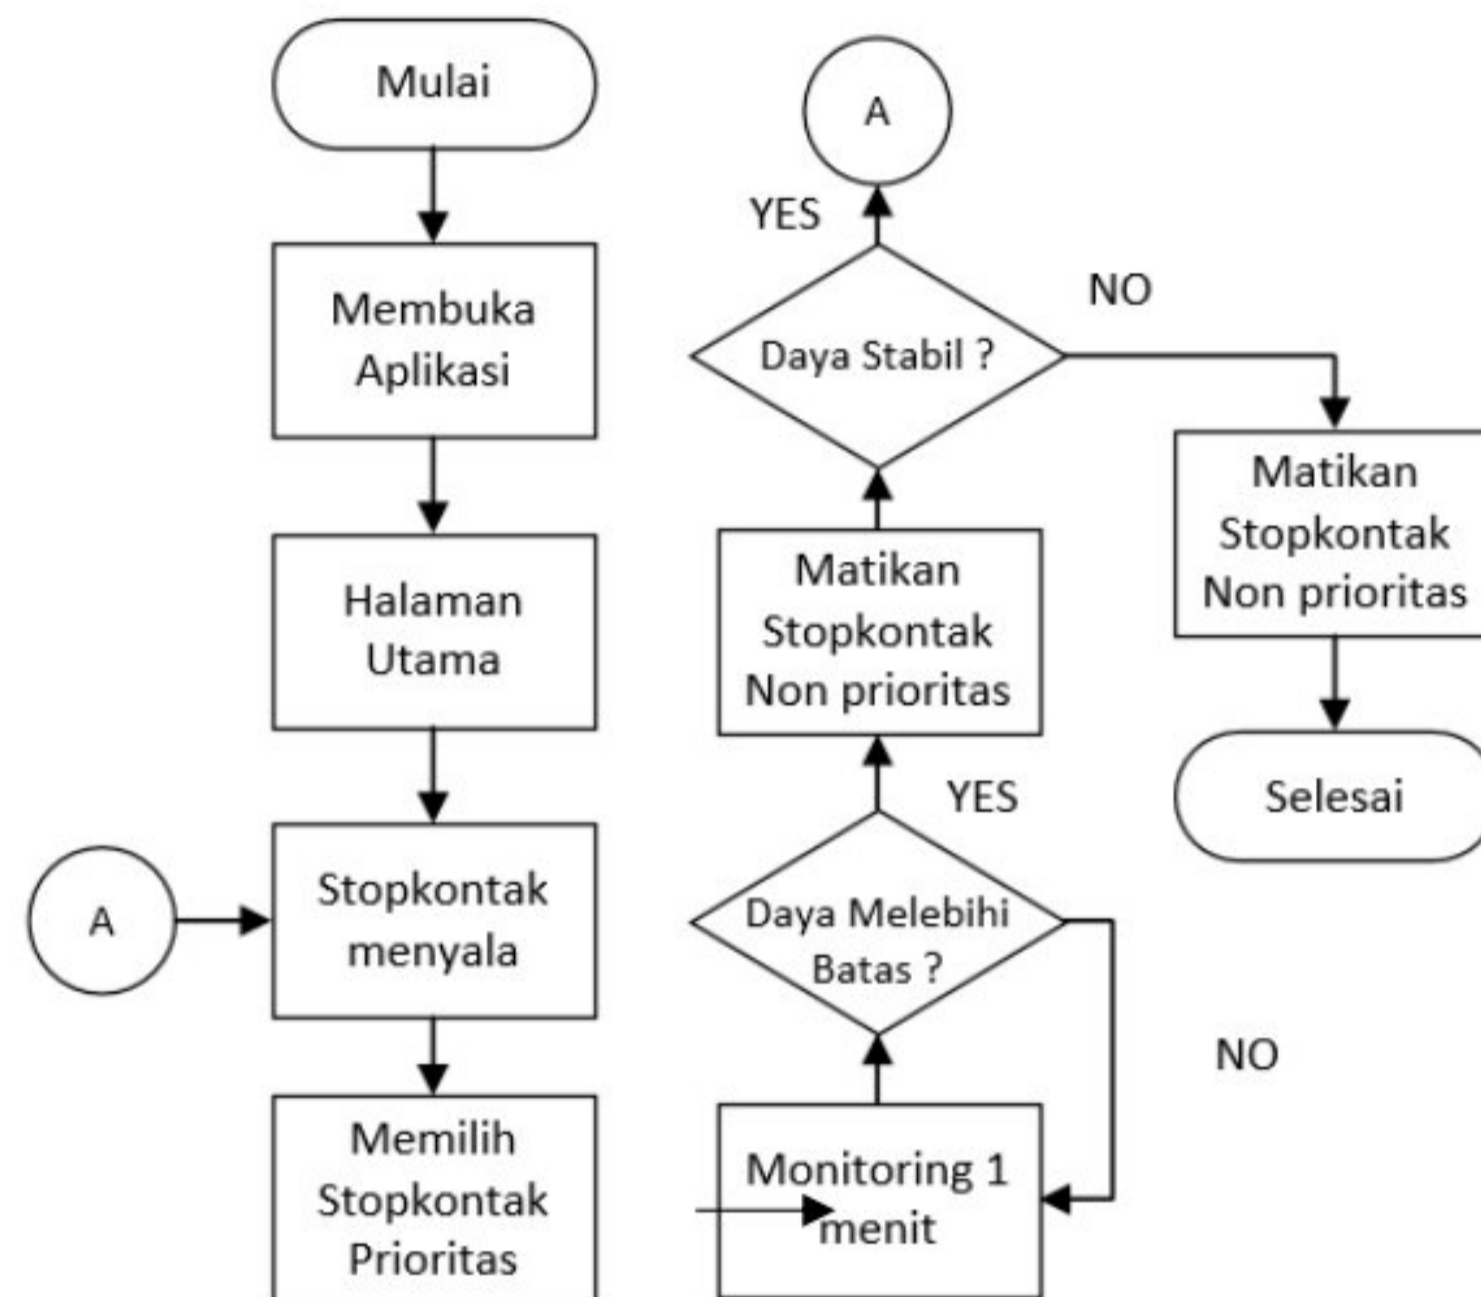 Mulai
Membuka
Aplikasi
Halaman
Utama
A
Stopkontak
menyala
Memilih
Stopkontak
Prioritas
A
YES
Daya Stabil ?
NO
Matikan
Stopkontak
Non prioritas
YES
Daya Melebihi
Batas ?
NO
Monitoring 1
menit
Matikan
Stopkontak
Non prioritas
Selesai